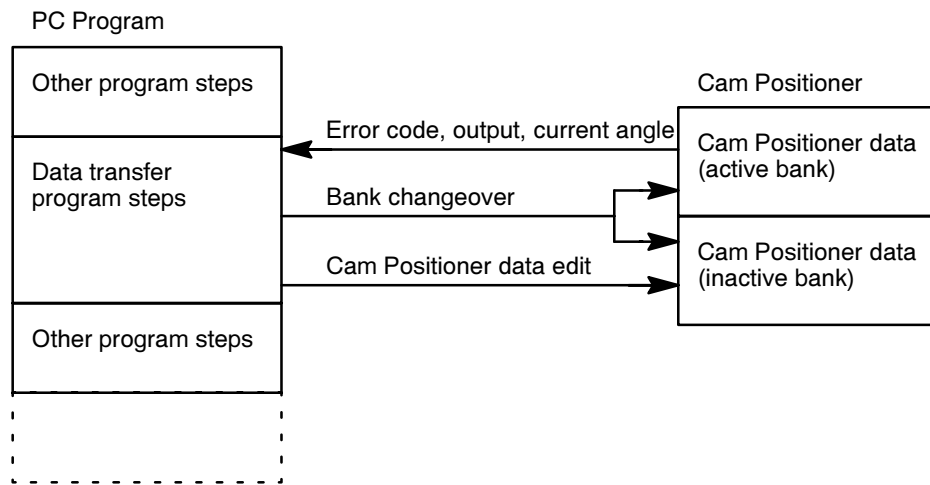 PC Program
Other program steps
Data transfer
program steps
Other program steps
Error code, output, current angle
Bank changeover
Cam Positioner data edit
Cam Positioner
Cam Positioner data
(active bank)
Cam Positioner data
(inactive bank)